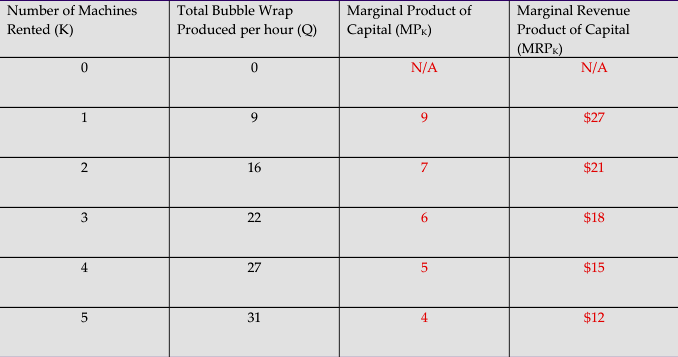 Number of Machines Rented (K) Total Bubble Wrap Produced per hour (Q) Marginal Product of Capital (MPK) Marginal Revenue Product of Capital (MRPK)
0 0 N/A N/A
1 9 9 $27
2 16 7 $21
3 22 6 $18
4 27 5 $15
5 31 4 $12